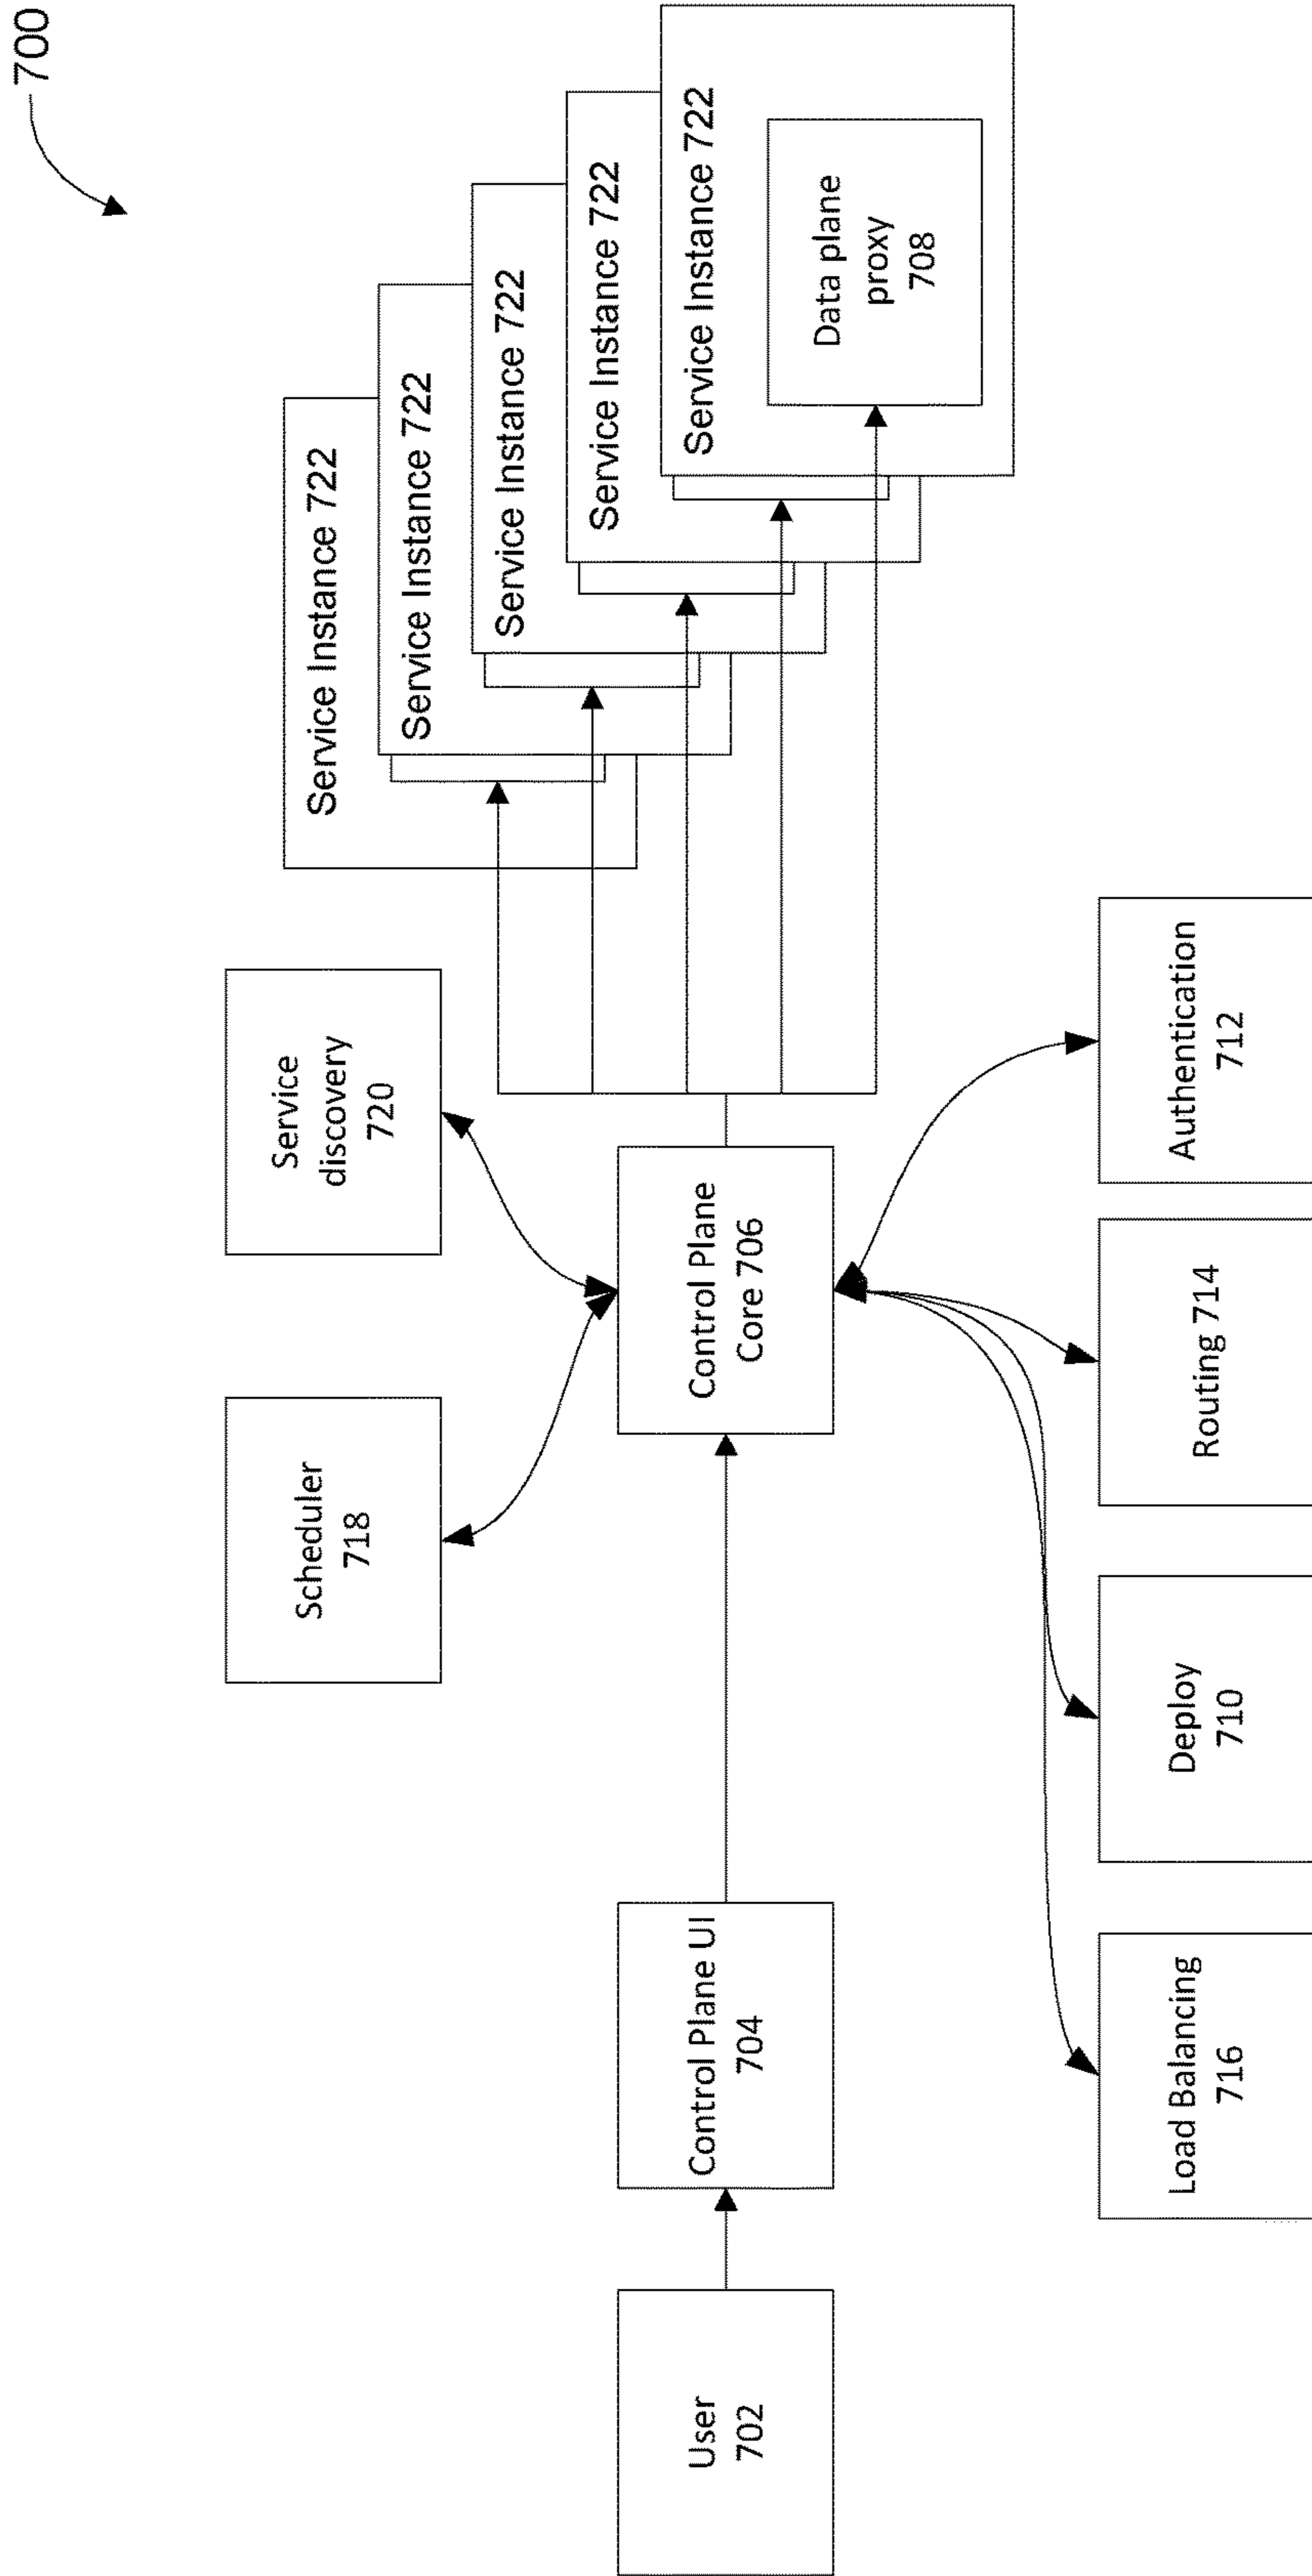 700
Service Instance 722
Service Instance 722
Service Instance 722
Service Instance 722
Service Instance 722
Data plane
proxy
708
Scheduler
718
Service
discovery
720
User
702
Control Plane UI
704
Control Plane
Core 706
Load Balancing
716
Deploy
710
Routing 714
Authentication
712